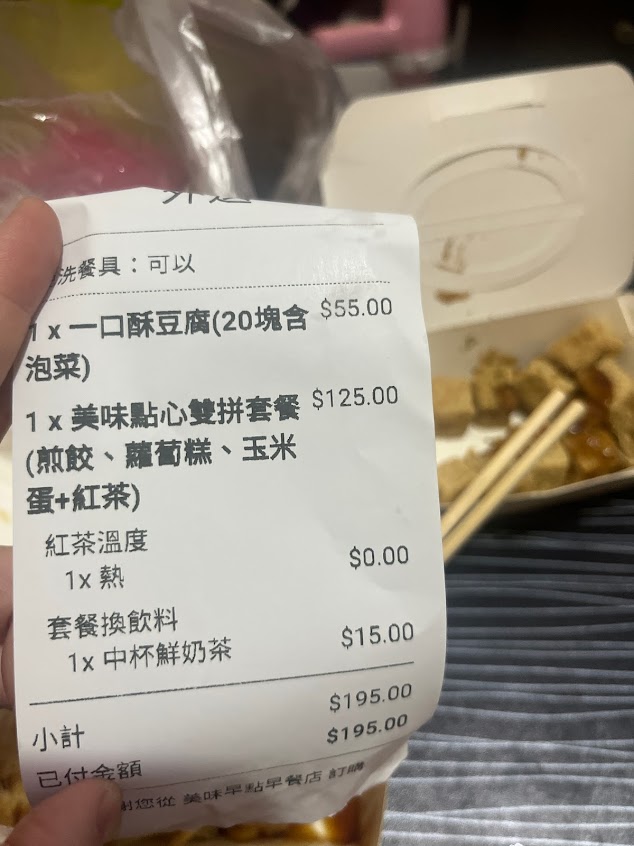 洗餐具：可以
1 x 一口酥豆腐(20塊含 $55.00
泡菜)
1 x 美味點心雙拼套餐 $125.00
(煎餃、蘿蔔糕、玉米
蛋+紅茶)
紅茶溫度
1x 熱 $0.00
套餐換飲料
1x 中杯鮮奶茶 $15.00
小計 $195.00
已付金額 $195.00
謝您從 美味早點早餐店 訂購